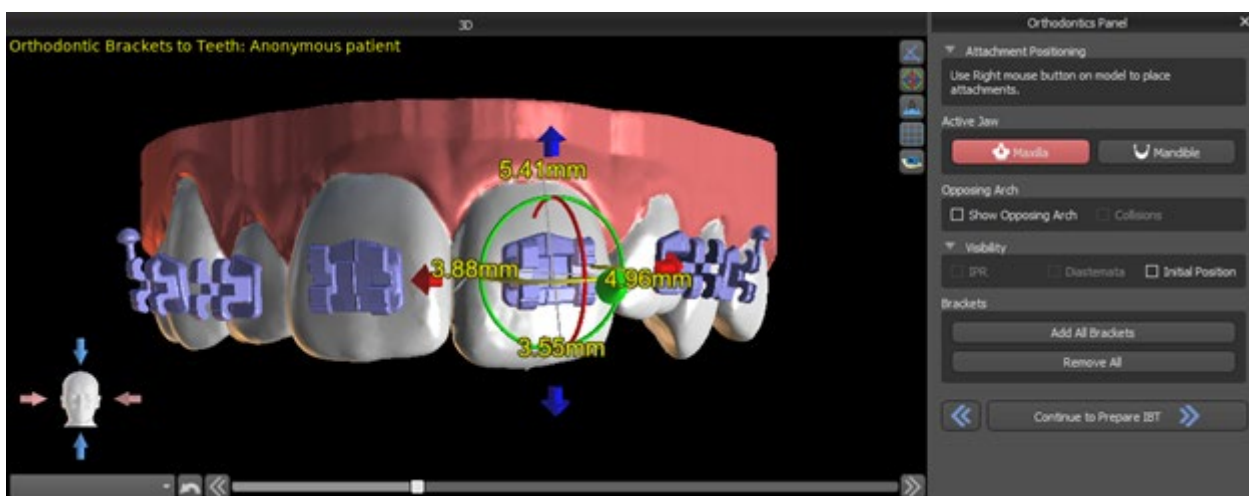 3D
Orthodontic Brackets to Teeth: Anonymous patient
5.41mm
3.88mm
4.96mm
3.55mm
Orthodontics Panel
Attachment Positioning
Use Right mouse button on model to place
attachments.
Active Jaw
Maxilla
Mandible
Opposing Arch
Show Opposing Arch
Collisions
Visibility
IPR
Diastemata
Initial Position
Brackets
Add All Brackets
Remove All
Continue to Prepare IBT